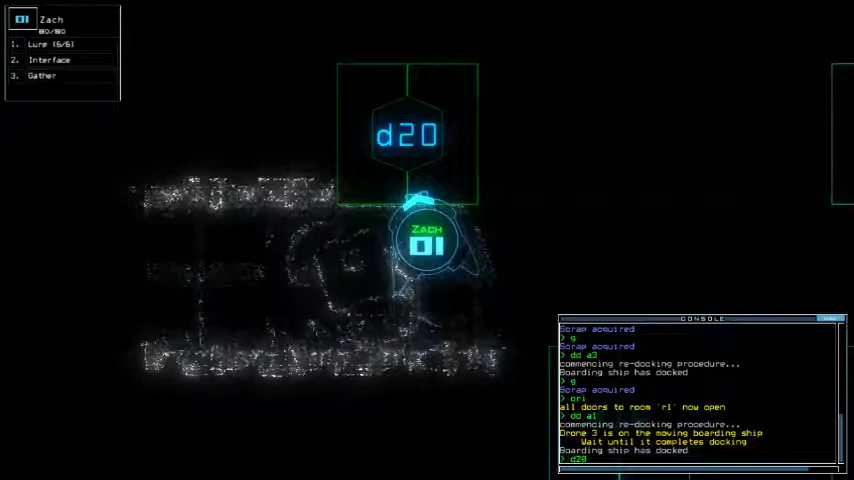 01 Zach
80/80
1. Lure (6/6)
2. Interface
3. Gather
d20
Zach
01
CONSOLE
Scrap acquired
> g
Scrap acquired
> dd a3
commencing re-docking procedure...
Boarding ship has docked
> g
Scrap acquired
> ori
all doors to room 'r1' now open
> dd a1
commencing re-docking procedure...
Drone 3 is on the moving boarding ship
Wait until it completes docking
Boarding ship has docked
> d20